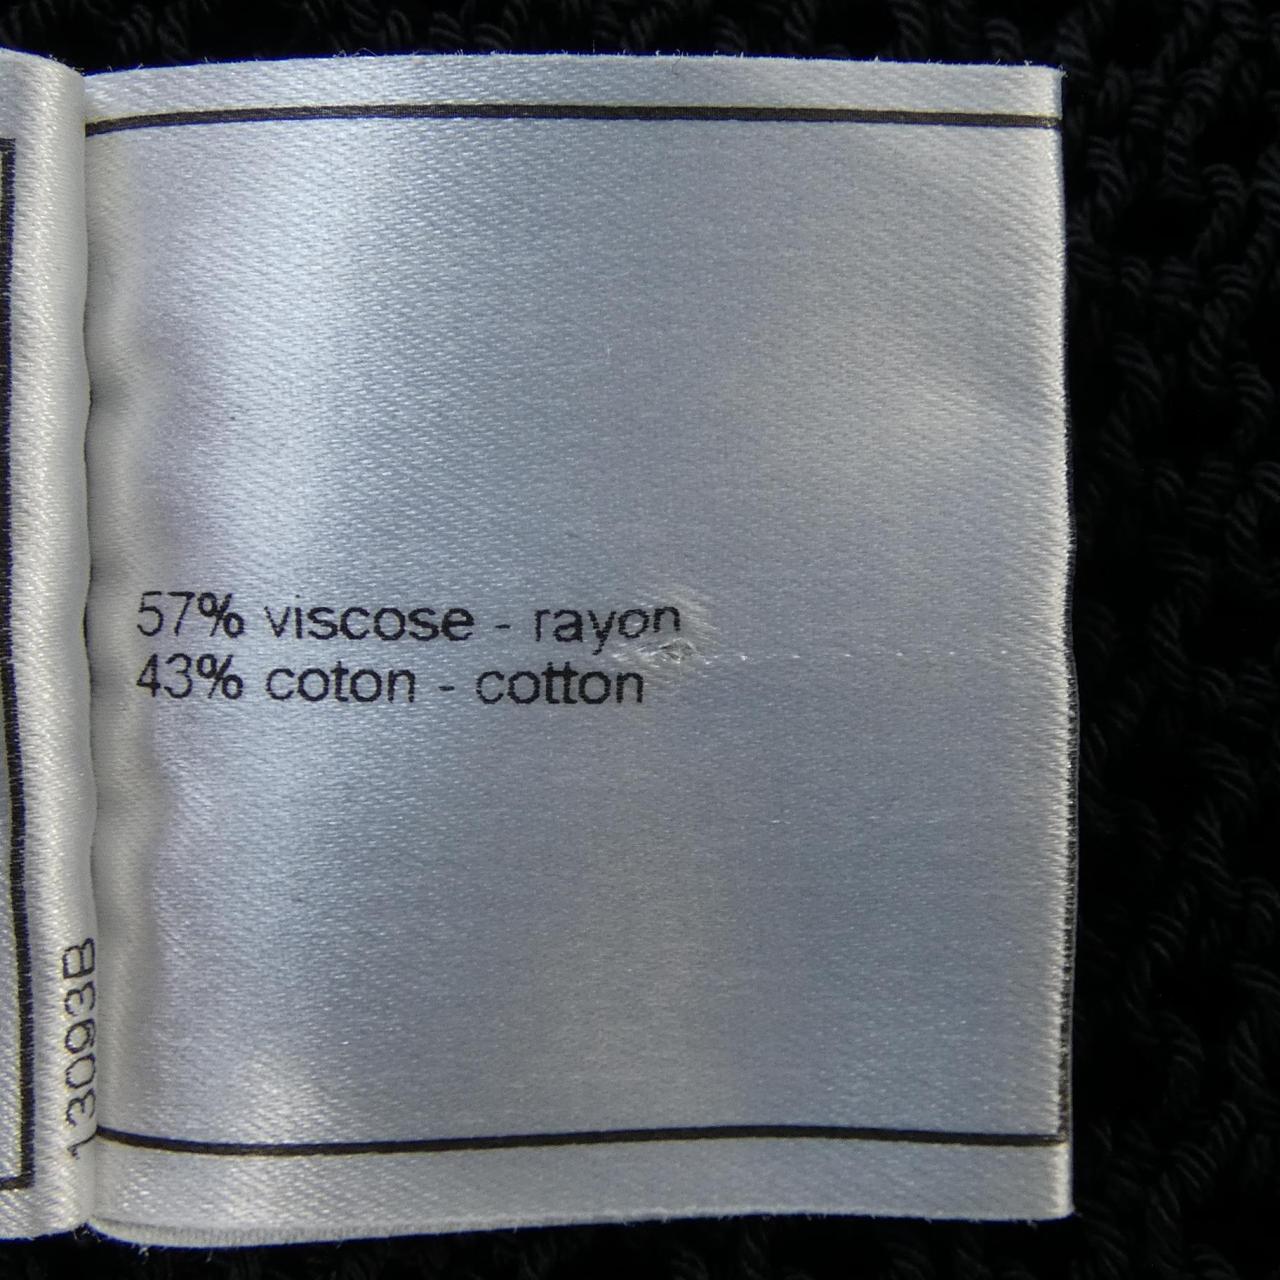 57% viscose - rayon
43% coton - cotton
13093B